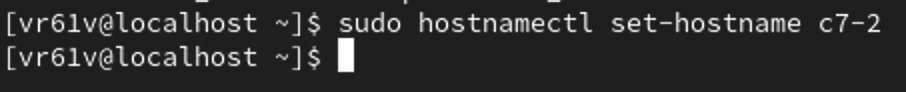 [vr61v@localhost ~]$ sudo hostnamectl set-hostname c7-2
[vr61v@localhost ~]$